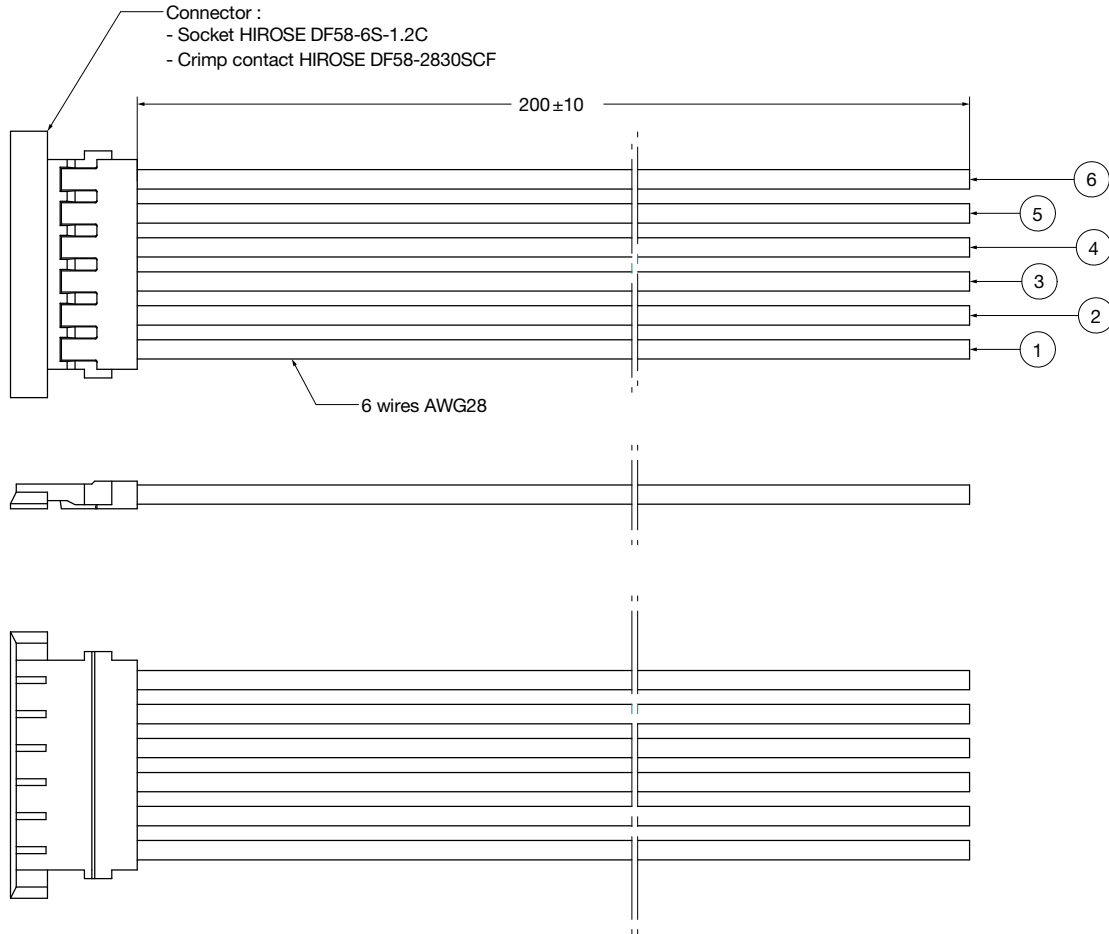 Connector :
- Socket HIROSE DF58-6S-1.2C
- Crimp contact HIROSE DF58-2830SCF
200±10
6
5
4
3
2
1
6 wires AWG28